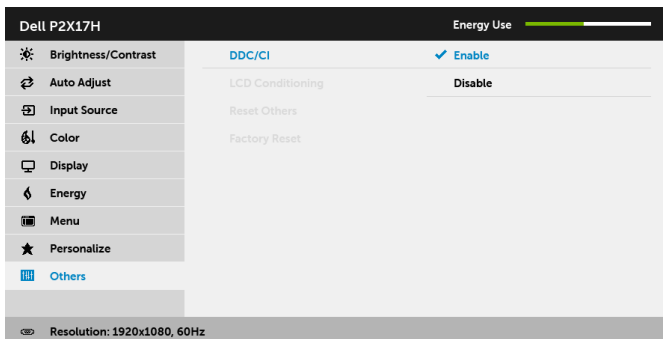 Dell P2X17H
Energy Use
Brightness/Contrast
DDC/CI
Enable
Auto Adjust
LCD Conditioning
Disable
Input Source
Reset Others
Color
Factory Reset
Display
Energy
Menu
Personalize
Others
Resolution: 1920x1080, 60Hz